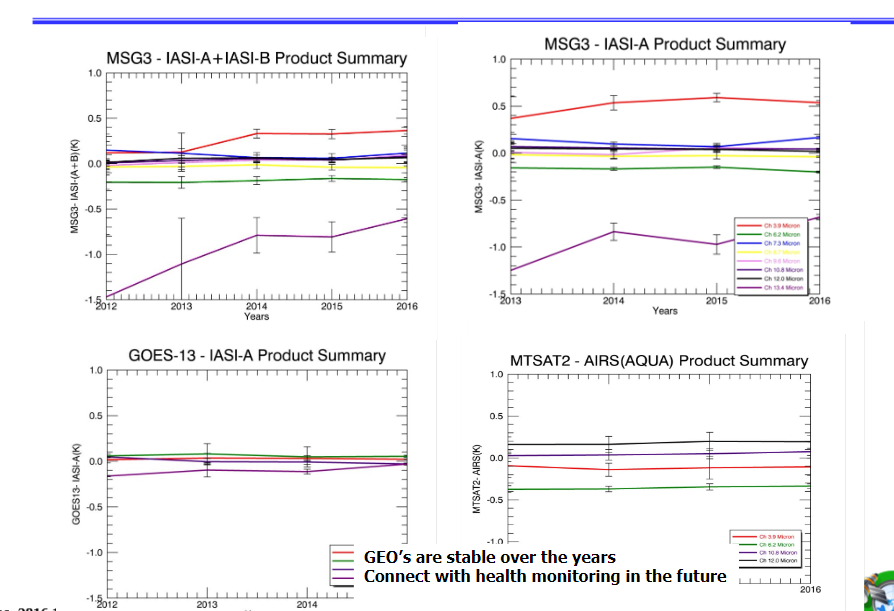 MSG3 - IASI-A+IASI-B Product Summary
MSG3- IASI-(A+B)(K)
1.0
0.5
0.0
-0.5
-1.0
-1.5
2012 2013 2014 2015 2016
Years
MSG3 - IASI-A Product Summary
MSG3- IASI-A(K)
1.0
0.5
0.0
-0.5
-1.0
-1.5
2013 2014 2015 2016
Years
Ch 3.9 Micron
Ch 6.2 Micron
Ch 7.3 Micron
Ch 9.6 Micron
Ch 10.8 Micron
Ch 12.0 Micron
Ch 13.4 Micron
GOES-13 - IASI-A Product Summary
GOES13- IASI-A(K)
1.0
0.5
0.0
-0.5
-1.0
-1.5
2012 2013 2014
MTSAT2 - AIRS(AQUA) Product Summary
MTSAT2- AIRS(K)
1.0
0.5
0.0
-0.5
-1.0
2016
Ch 3.9 Micron
Ch 6.2 Micron
Ch 10.8 Micron
Ch 12.0 Micron
GEO's are stable over the years
Connect with health monitoring in the future